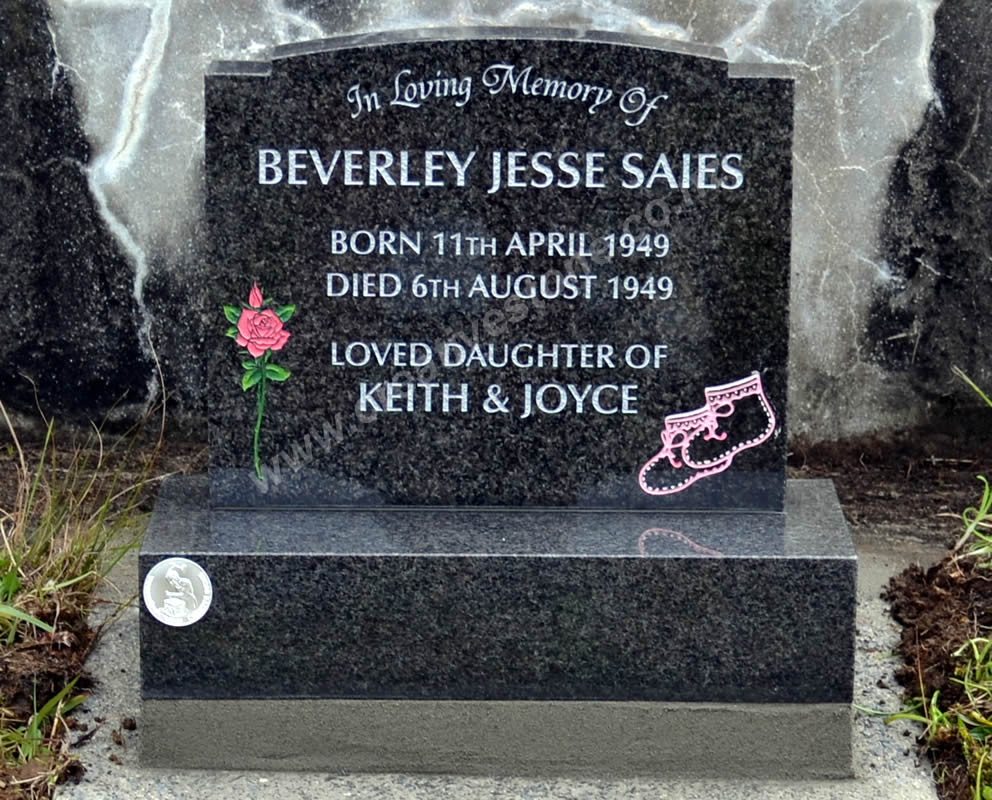 In Loving Memory Of
BEVERLEY JESSE SAIES
BORN 11TH APRIL 1949
DIED 6TH AUGUST 1949
LOVED DAUGHTER OF
KEITH & JOYCE